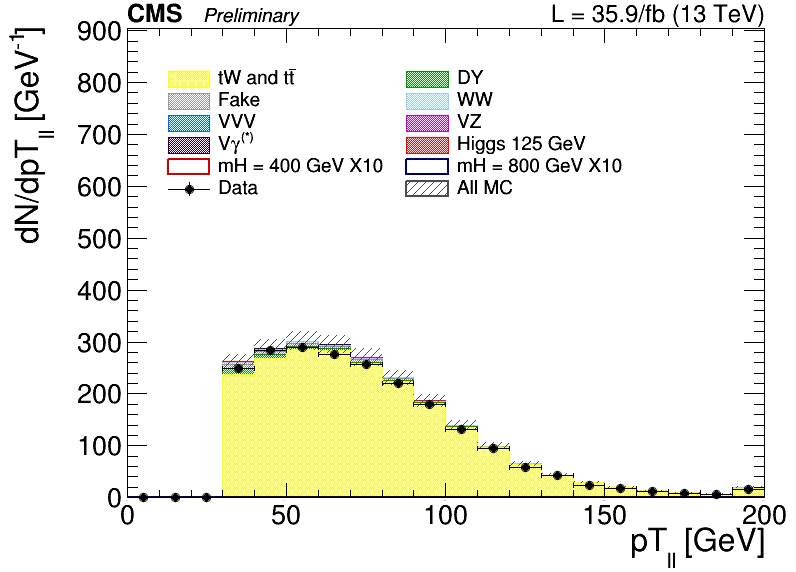 CMS Preliminary L = 35.9/fb (13 TeV)
dN/dpT_ll [GeV⁻¹]
900
800
700
600
500
400
300
200
100
0
tW and tt̄ DY
Fake WW
VVV VZ
Vγ⁽*⁾ Higgs 125 GeV
mH = 400 GeV X10 mH = 800 GeV X10
Data All MC
0 50 100 150 200
pT_ll [GeV]